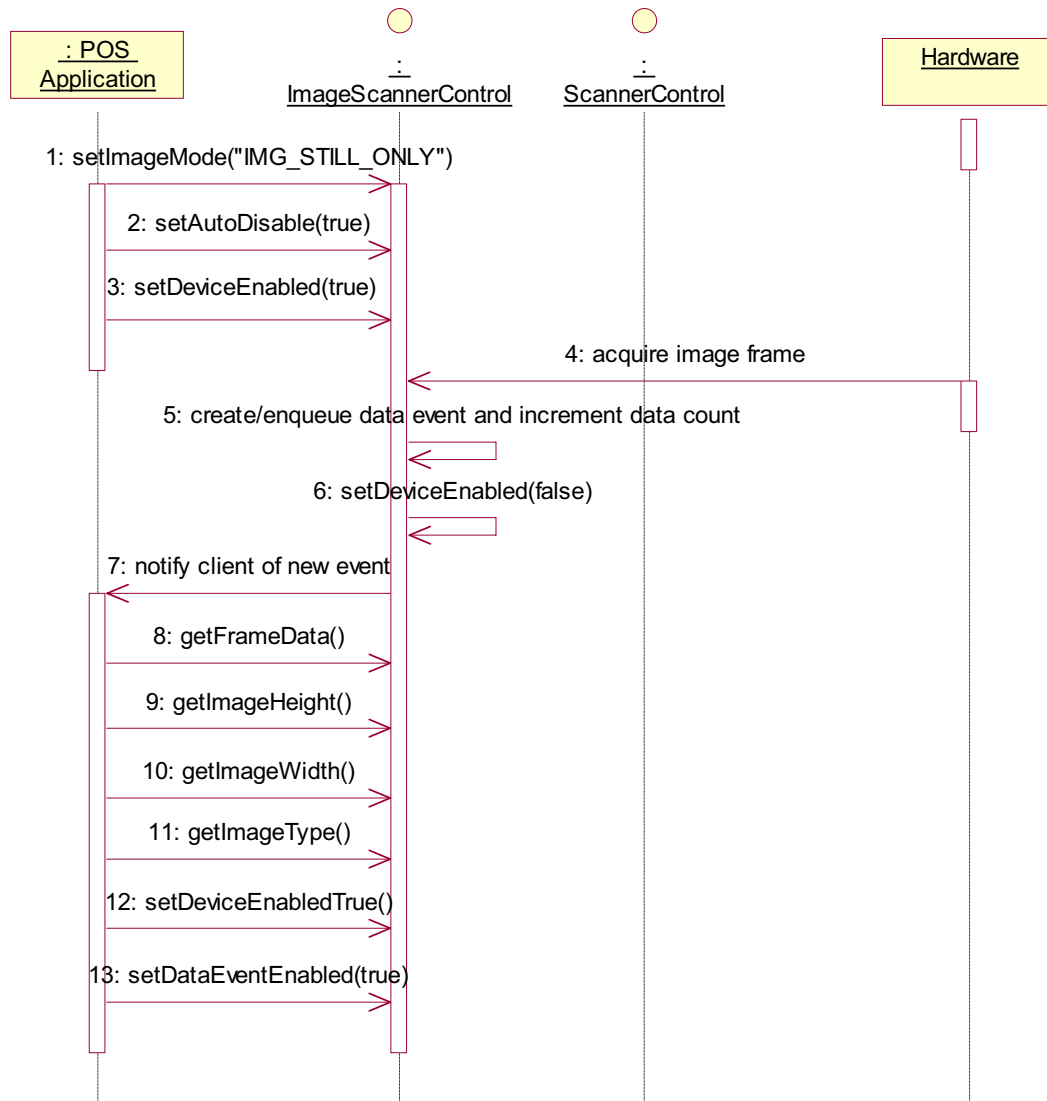 : POS
Application
:
ImageScannerControl
:
ScannerControl
Hardware
1: setImageMode("IMG_STILL_ONLY")
2: setAutoDisable(true)
3: setDeviceEnabled(true)
4: acquire image frame
5: create/enqueue data event and increment data count
6: setDeviceEnabled(false)
7: notify client of new event
8: getFrameData()
9: getImageHeight()
10: getImageWidth()
11: getImageType()
12: setDeviceEnabledTrue()
13: setDataEventEnabled(true)